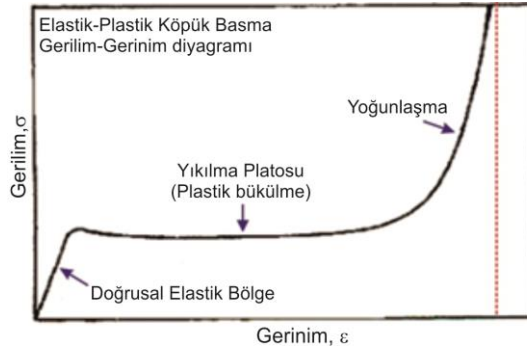 Elastik-Plastik Köpük Basma
Gerilim-Gerinim diyagramı
Yoğunlaşma
Yıkılma Platosu
(Plastik bükülme)
Doğrusal Elastik Bölge
Gerilim,σ
Gerinim, ε